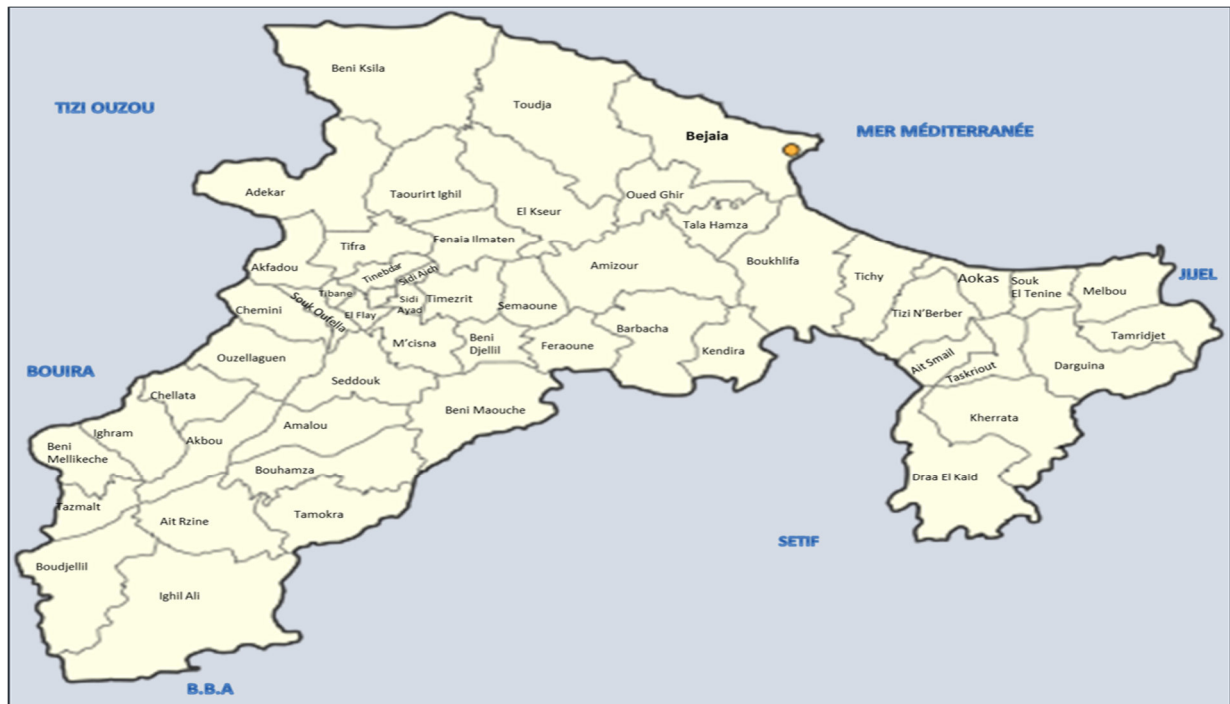 Beni Ksila
TIZI OUZOU
Toudja
MER MÉDITERRANÉE
Bejaia
Adekar
Taourirt Ighil
Oued Ghir
El Kseur
Tala Hamza
Fenaia Ilmaten
Tifra
Akfadou
Tinebdar
Sidi Aich
Amizour
Boukhlifa
Tichy
Aokas
Souk
El Tenine
Melbou
JIJEL
Tibane
Souk Oufella
Chemini
El Flay
Sidi
Ayad
Timezrit
Semaoune
Tizi N'Berber
Barbacha
Tamridjet
M'cisna
Beni
Djellil
Feraoune
Kendira
Ouzellaguen
Ait Smail
Taskriout
Darguina
BOUIRA
Seddouk
Chellata
Beni Maouche
Kherrata
Amalou
Ighram
Akbou
Beni
Mellikeche
Bouhamza
Draa El Kaïd
Tazmalt
Ait Rzine
Tamokra
SETIF
Boudjellil
Ighil Ali
B.B.A